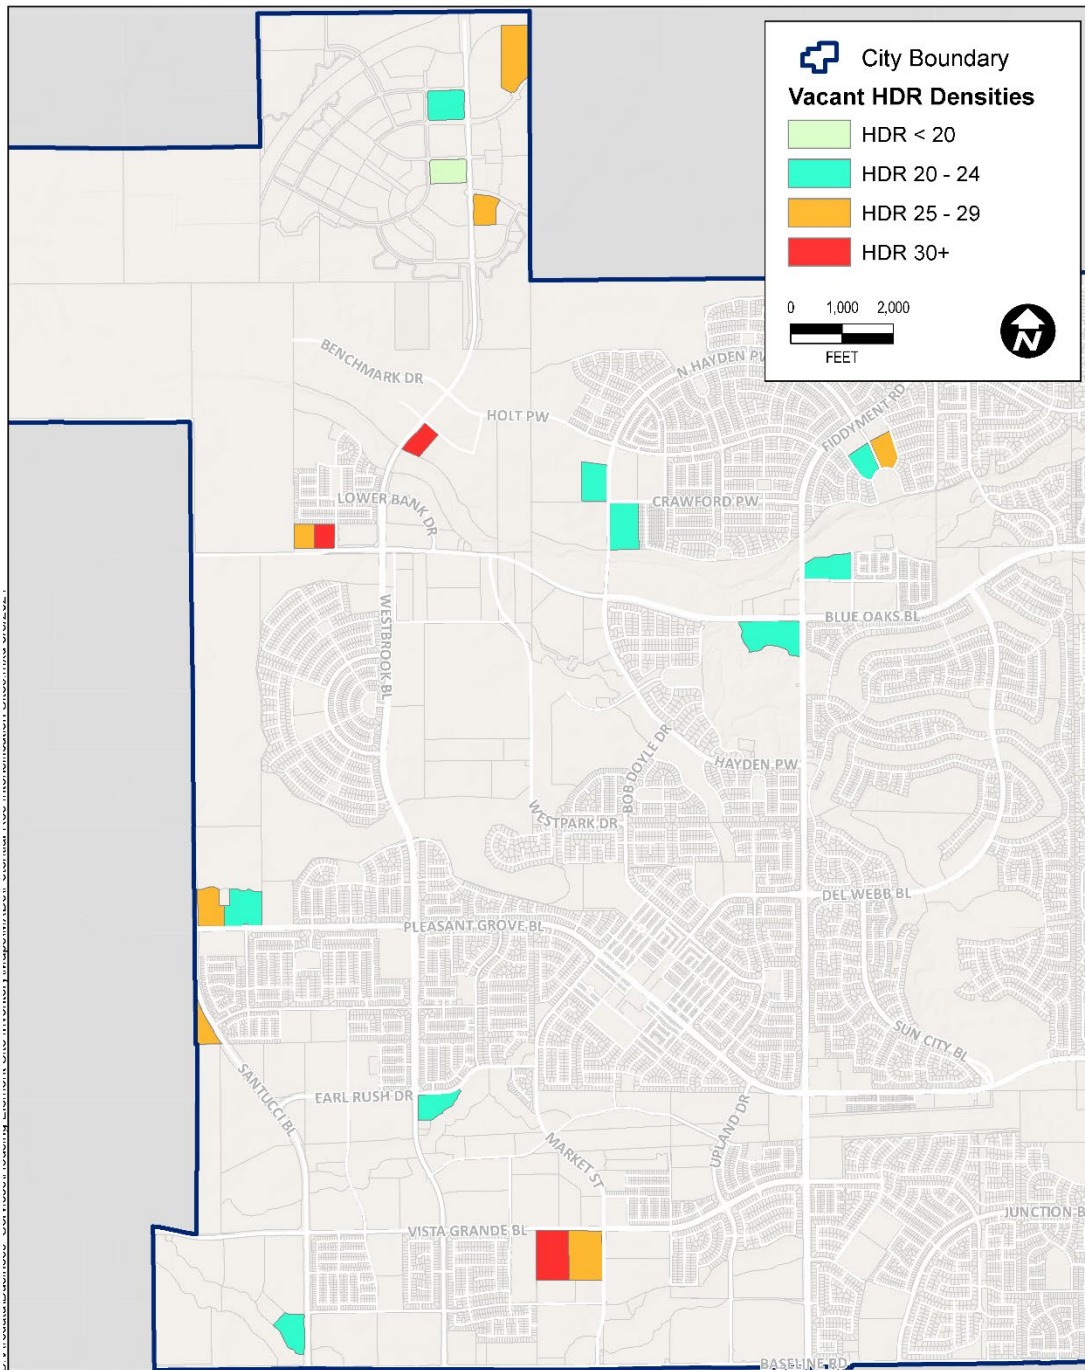 City Boundary
Vacant HDR Densities
HDR < 20
HDR 20 - 24
HDR 25 - 29
HDR 30+
0 1,000 2,000
FEET
N
BENCHMARK DR
N HAYDEN PW
HOLT PW
FIDDYMENT RD
LOWER BANK DR
CRAWFORD PW
WESTBROOK BL
BLUE OAKS BL
BOB DOYLE DR
HAYDEN PW
WESTPARK DR
DEL WEBB BL
PLEASANT GROVE BL
SUN CITY BL
SANTUCCI BL
EARL RUSH DR
UPLAND DR
MARKET ST
JUNCTION B
VISTA GRANDE BL
BASELINE RD